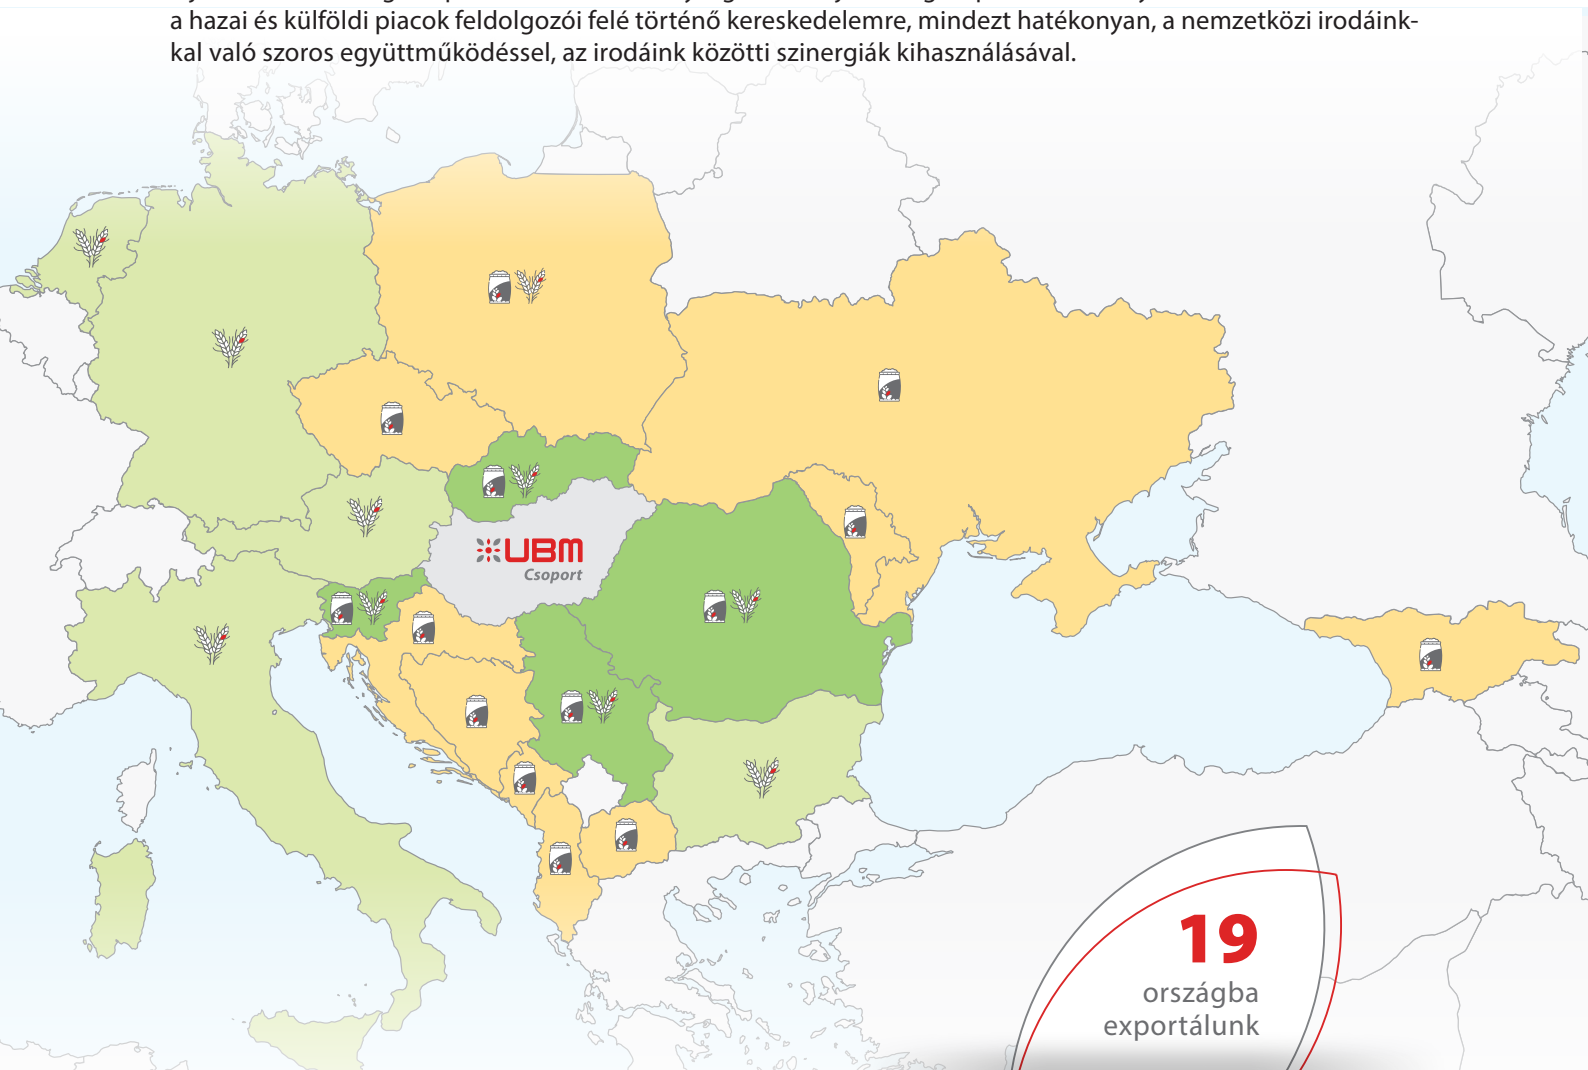 a hazai és külföldi piacok feldolgozói felé történő kereskedelemre, mindezt hatékonyan, a nemzetközi irodáink-
kal való szoros együttműködéssel, az irodáink közötti szinergiák kihasználásával.
UBM
Csoport
19
országba
exportálunk